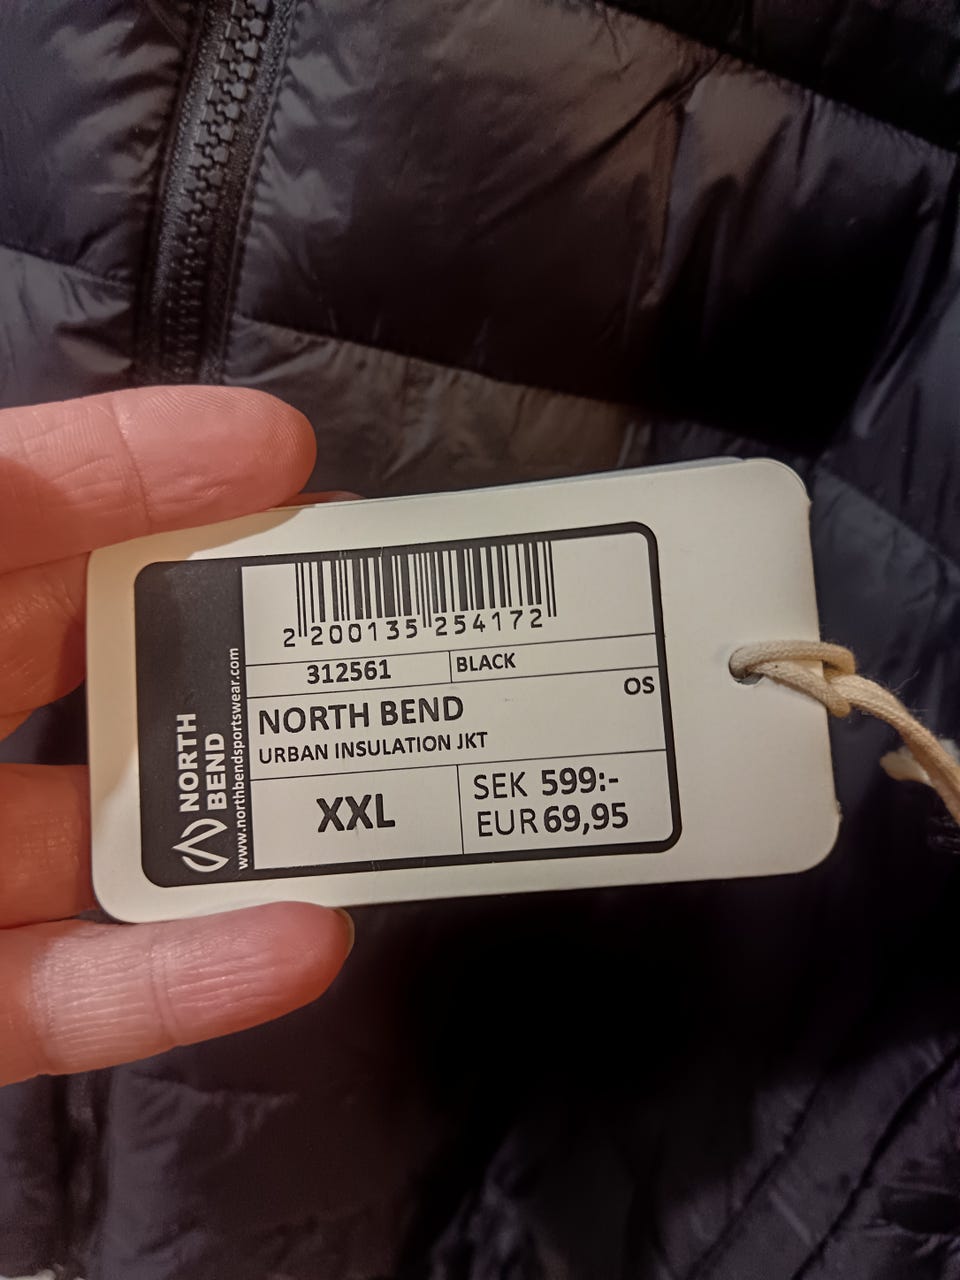 2 200135 254172
312561
BLACK
OS
NORTH BEND
URBAN INSULATION JKT
XXL
SEK 599:-
EUR 69,95
NORTH
BEND
www.northbendsportswear.com